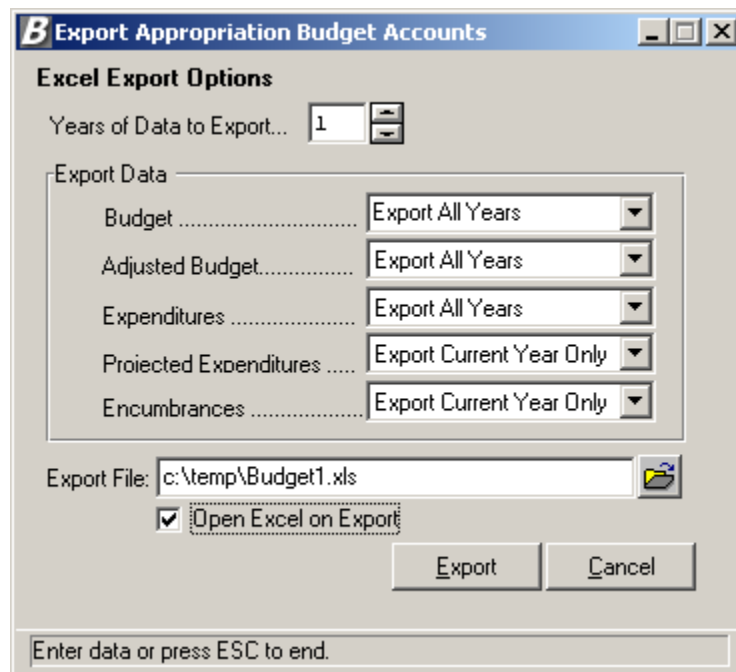 B Export Appropriation Budget Accounts
Excel Export Options
Years of Data to Export... 1
Export Data
Budget ............................ Export All Years
Adjusted Budget................ Export All Years
Expenditures ..................... Export All Years
Projected Expenditures ..... Export Current Year Only
Encumbrances ................... Export Current Year Only
Export File: c:\temp\Budget1.xls
Open Excel on Export
Export Cancel
Enter data or press ESC to end.